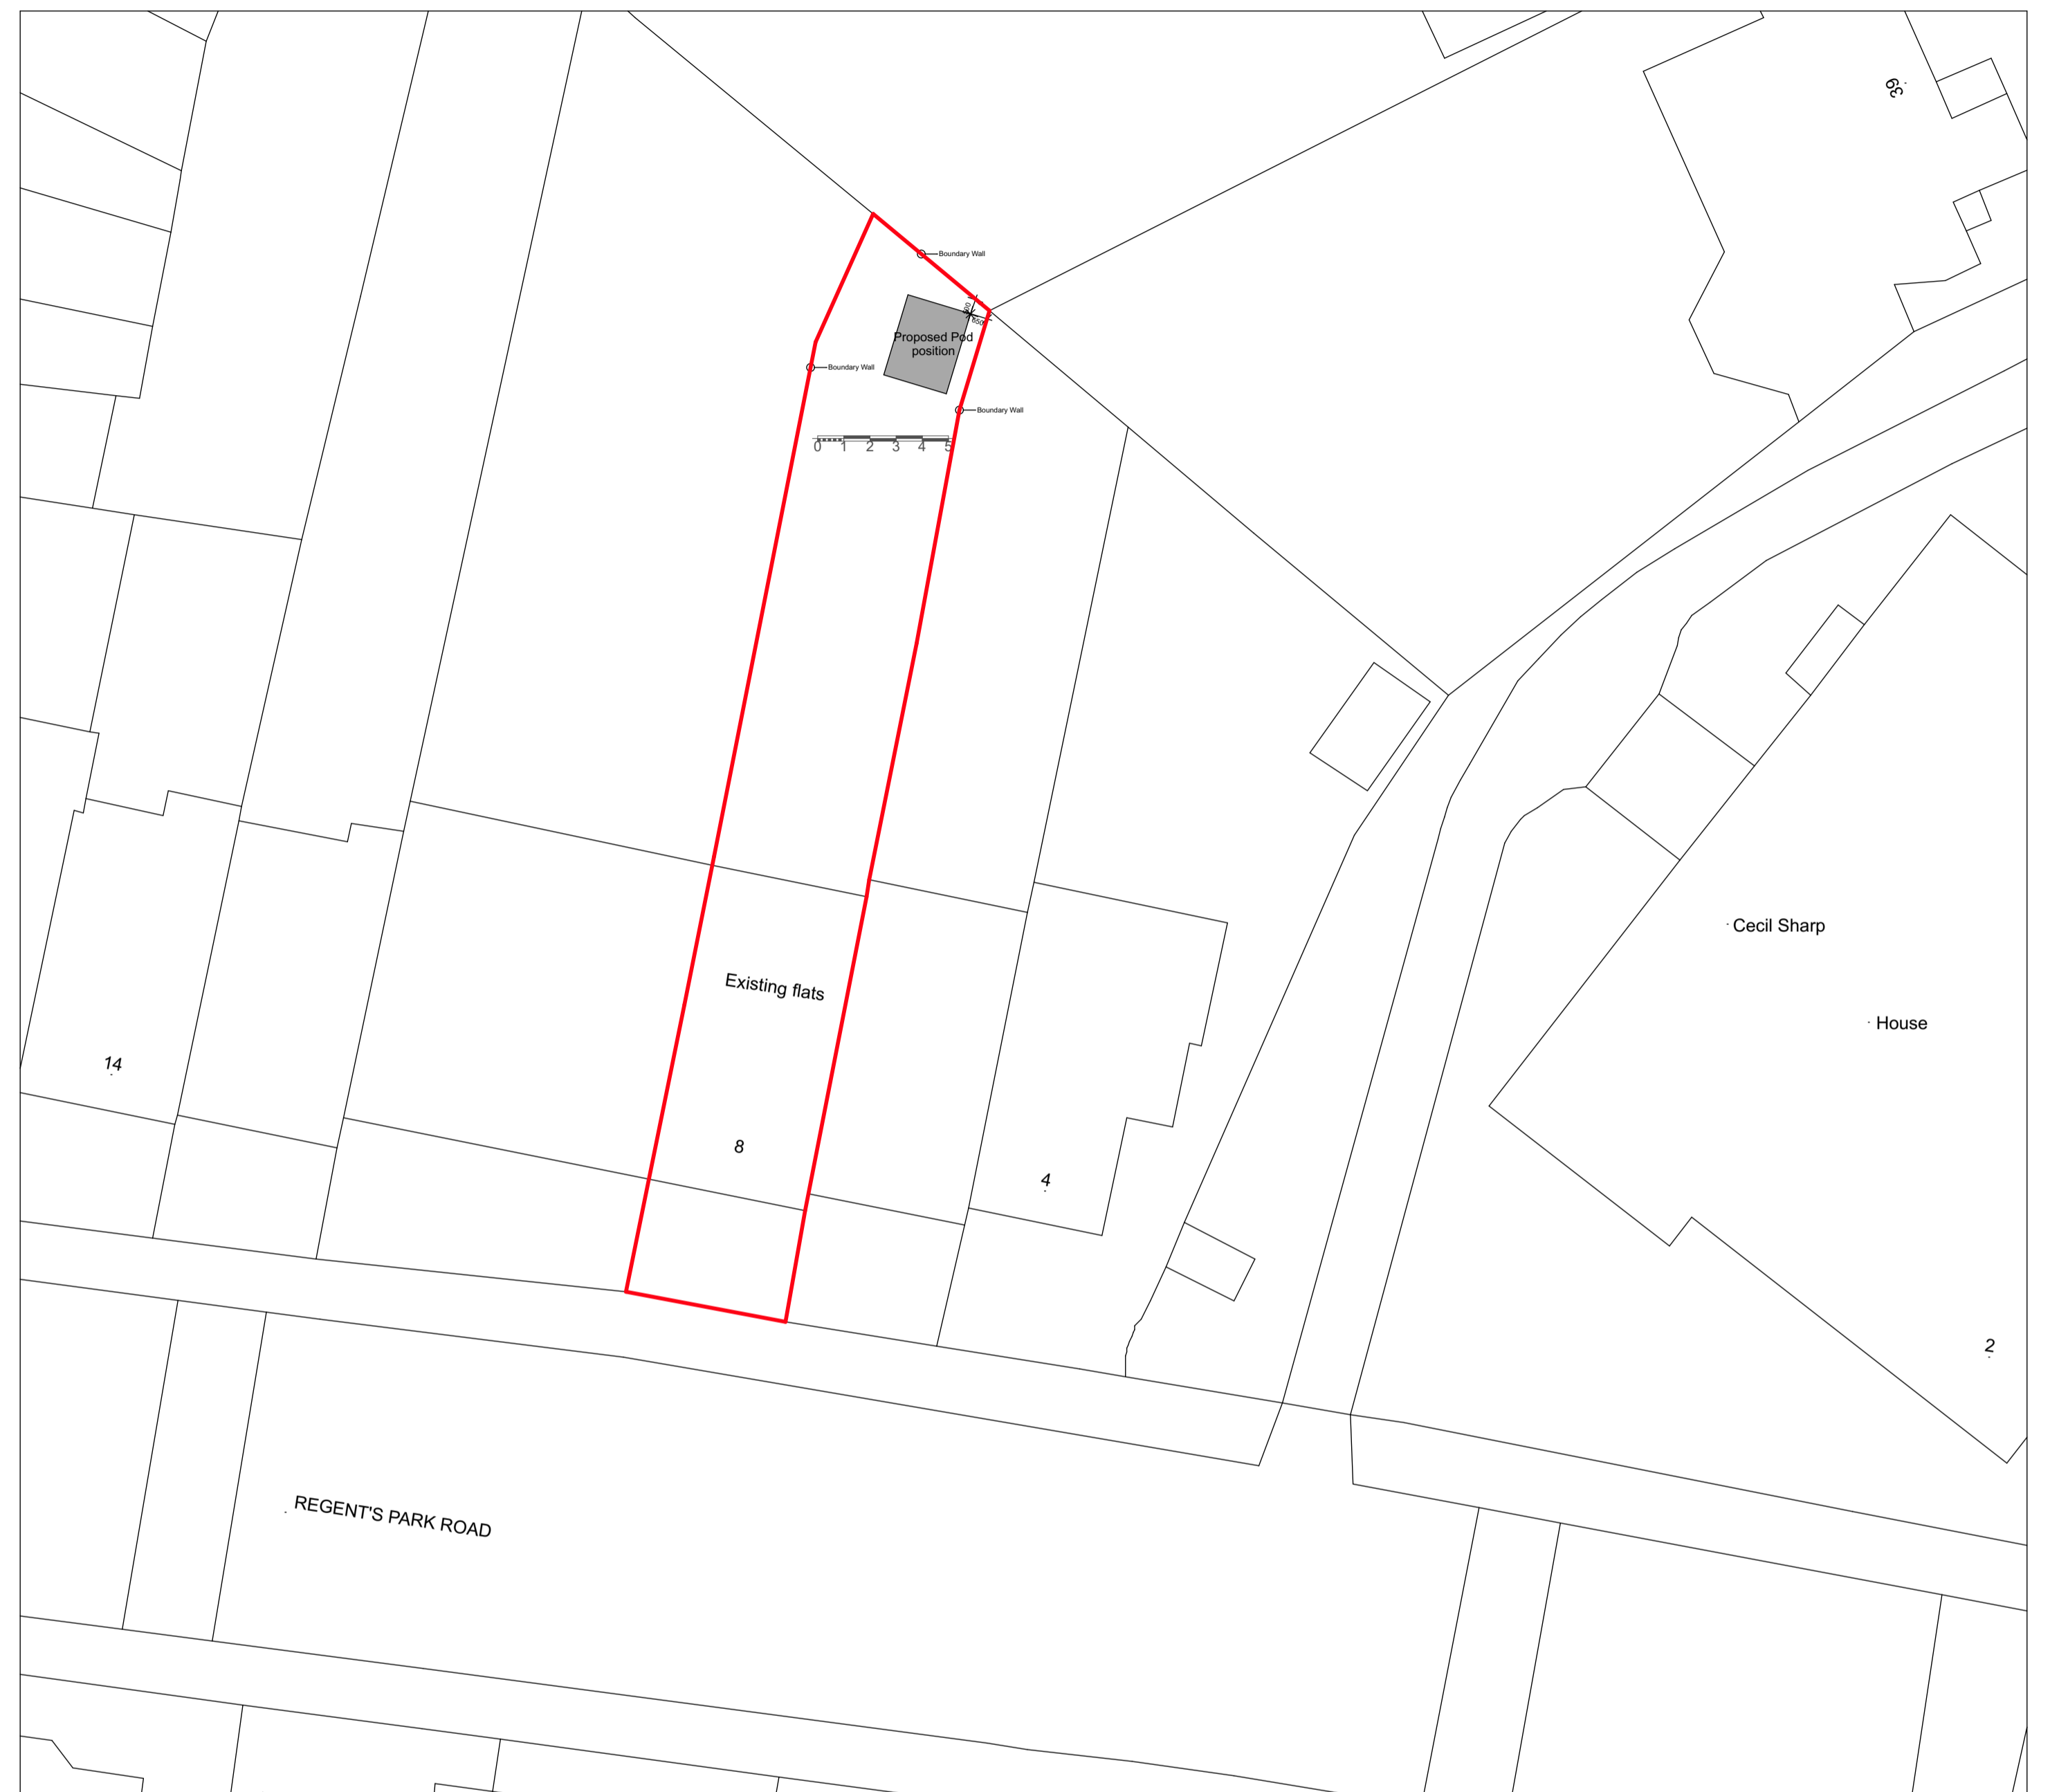 39
Boundary Wall
650
Proposed Pod
position
Boundary Wall
Boundary Wall
0 1 2 3 4 5
Cecil Sharp
Existing flats
House
14
8
4
2
REGENT'S PARK ROAD